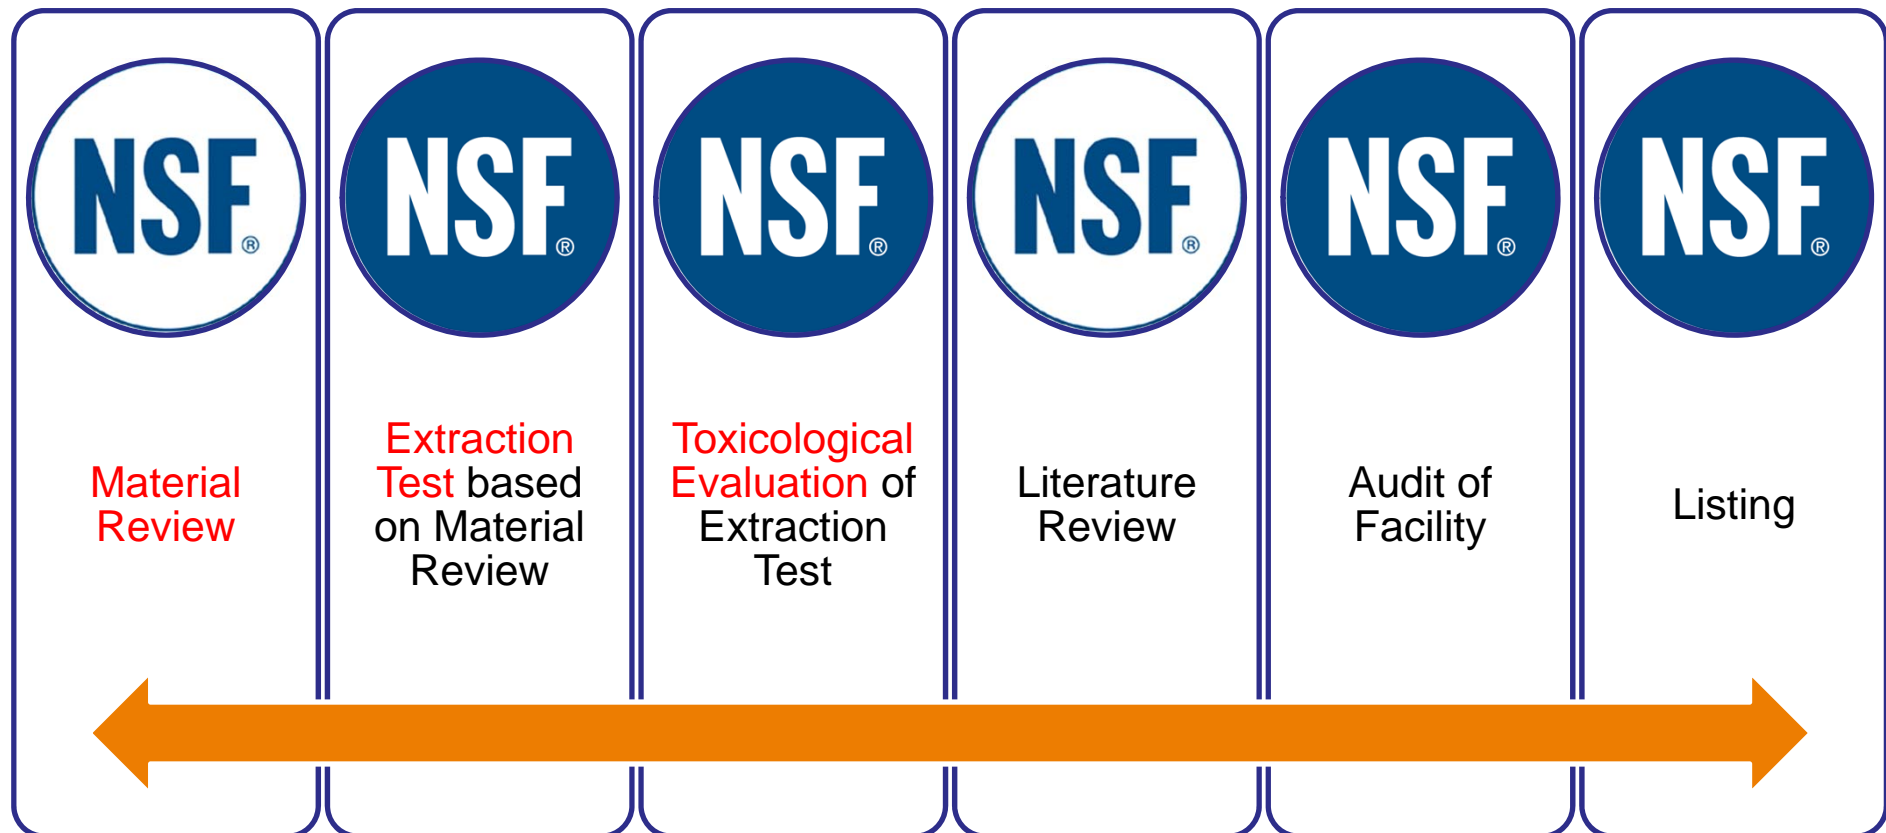 NSF®
NSF®
NSF®
NSF®
NSF®
NSF®
Material
Review
Extraction
Test based
on Material
Review
Toxicological
Evaluation of
Extraction
Test
Literature
Review
Audit of
Facility
Listing